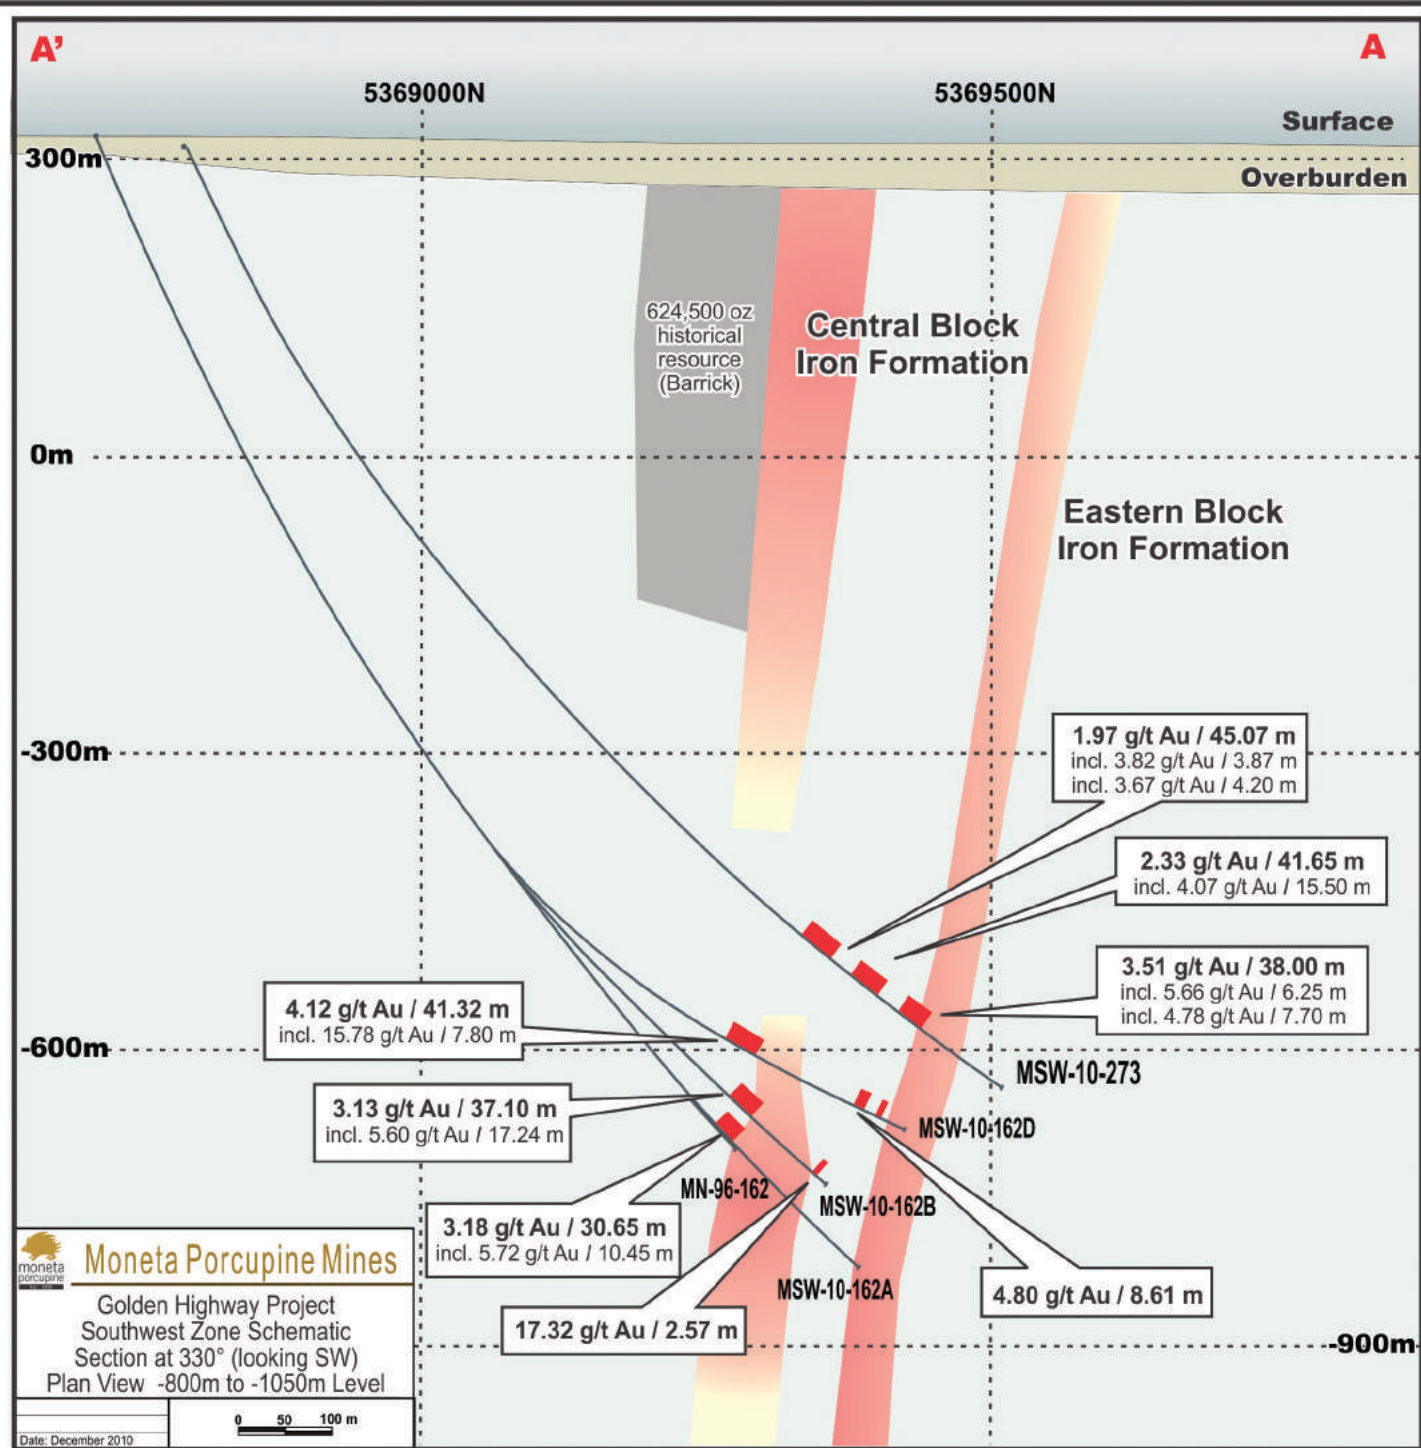 A'
A
5369000N
5369500N
Surface
300m
Overburden
624,500 oz
historical
resource
(Barrick)
Central Block
Iron Formation
0m
Eastern Block
Iron Formation
-300m
1.97 g/t Au / 45.07 m
incl. 3.82 g/t Au / 3.87 m
incl. 3.67 g/t Au / 4.20 m
2.33 g/t Au / 41.65 m
incl. 4.07 g/t Au / 15.50 m
3.51 g/t Au / 38.00 m
incl. 5.66 g/t Au / 6.25 m
incl. 4.78 g/t Au / 7.70 m
4.12 g/t Au / 41.32 m
incl. 15.78 g/t Au / 7.80 m
-600m
MSW-10-273
3.13 g/t Au / 37.10 m
incl. 5.60 g/t Au / 17.24 m
MSW-10-162D
MN-96-162
MSW-10-162B
3.18 g/t Au / 30.65 m
incl. 5.72 g/t Au / 10.45 m
MSW-10-162A
4.80 g/t Au / 8.61 m
17.32 g/t Au / 2.57 m
-900m
moneta
porcupine
Moneta Porcupine Mines
Golden Highway Project
Southwest Zone Schematic
Section at 330° (looking SW)
Plan View -800m to -1050m Level
0 50 100 m
Date: December 2010